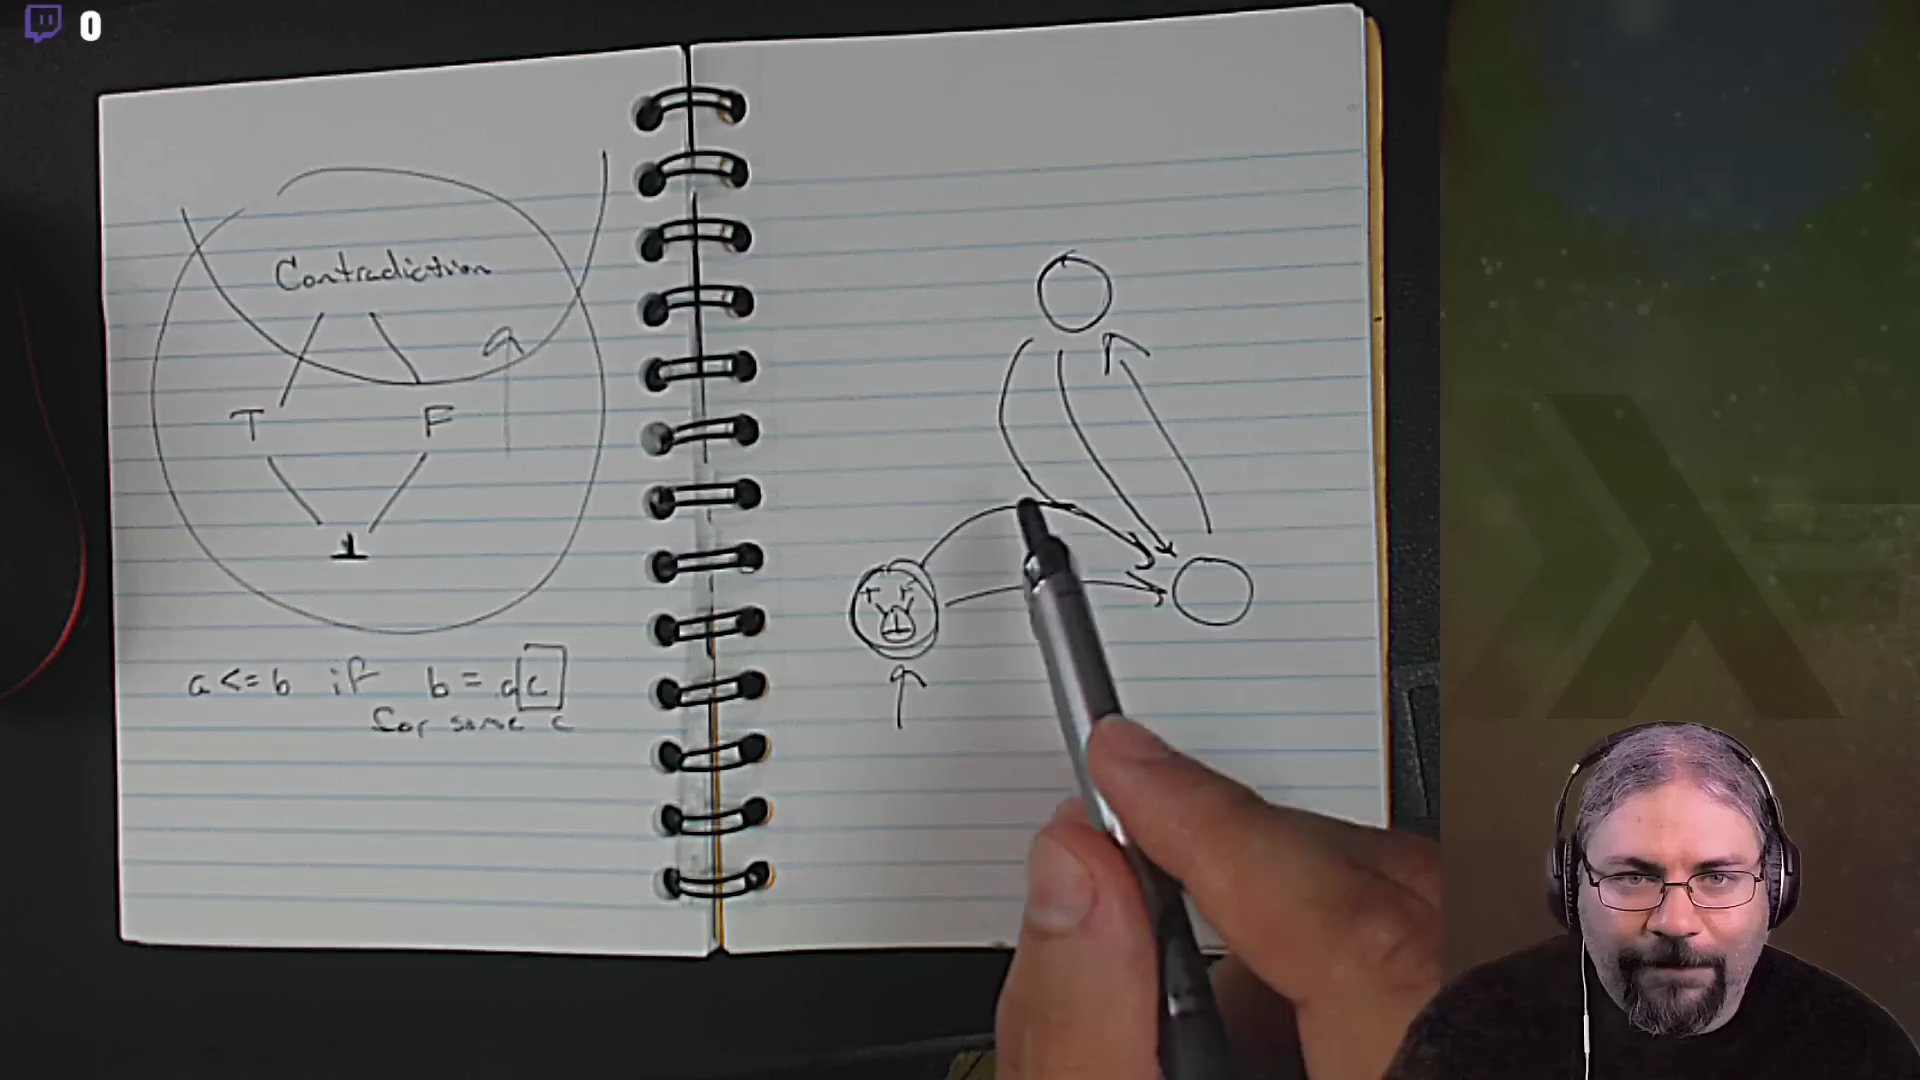 0
Contradiction
T F
⊥
a <= b if b = ac
for some c
T F
⊥